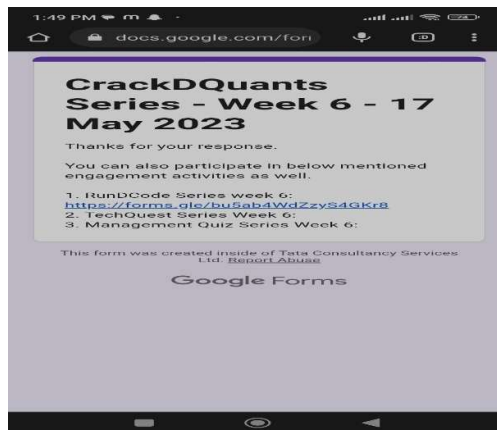 1:49 PM
docs.google.com/fori
:D
CrackDQuants
Series - Week 6 - 17
May 2023
Thanks for your response.
You can also participate in below mentioned
engagement activities as well.
1. RunDCode Series week 6:
https://forms.gle/bu5ab4WdZzyS4GKr8
2. TechQuest Series Week 6:
3. Management Quiz Series Week 6:
This form was created inside of Tata Consultancy Services
Ltd. Report Abuse
Google Forms